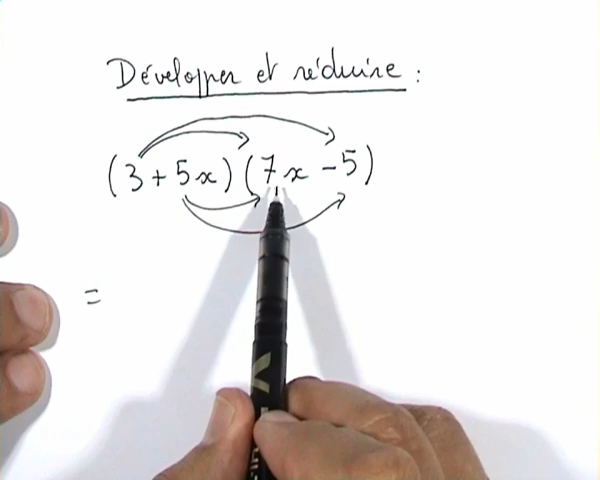 Développer et réduire :
(3 + 5x) (7x - 5)
=